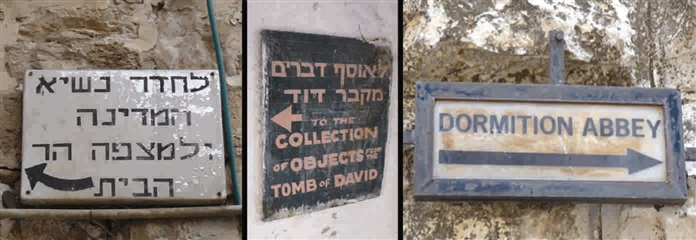 לחדר נשיא
המדינה
ולמצפה הר
הבית
לאוסף דברים
מקבר דוד
TO THE
COLLECTION
OF OBJECTS FROM THE
TOMB OF DAVID
DORMITION ABBEY